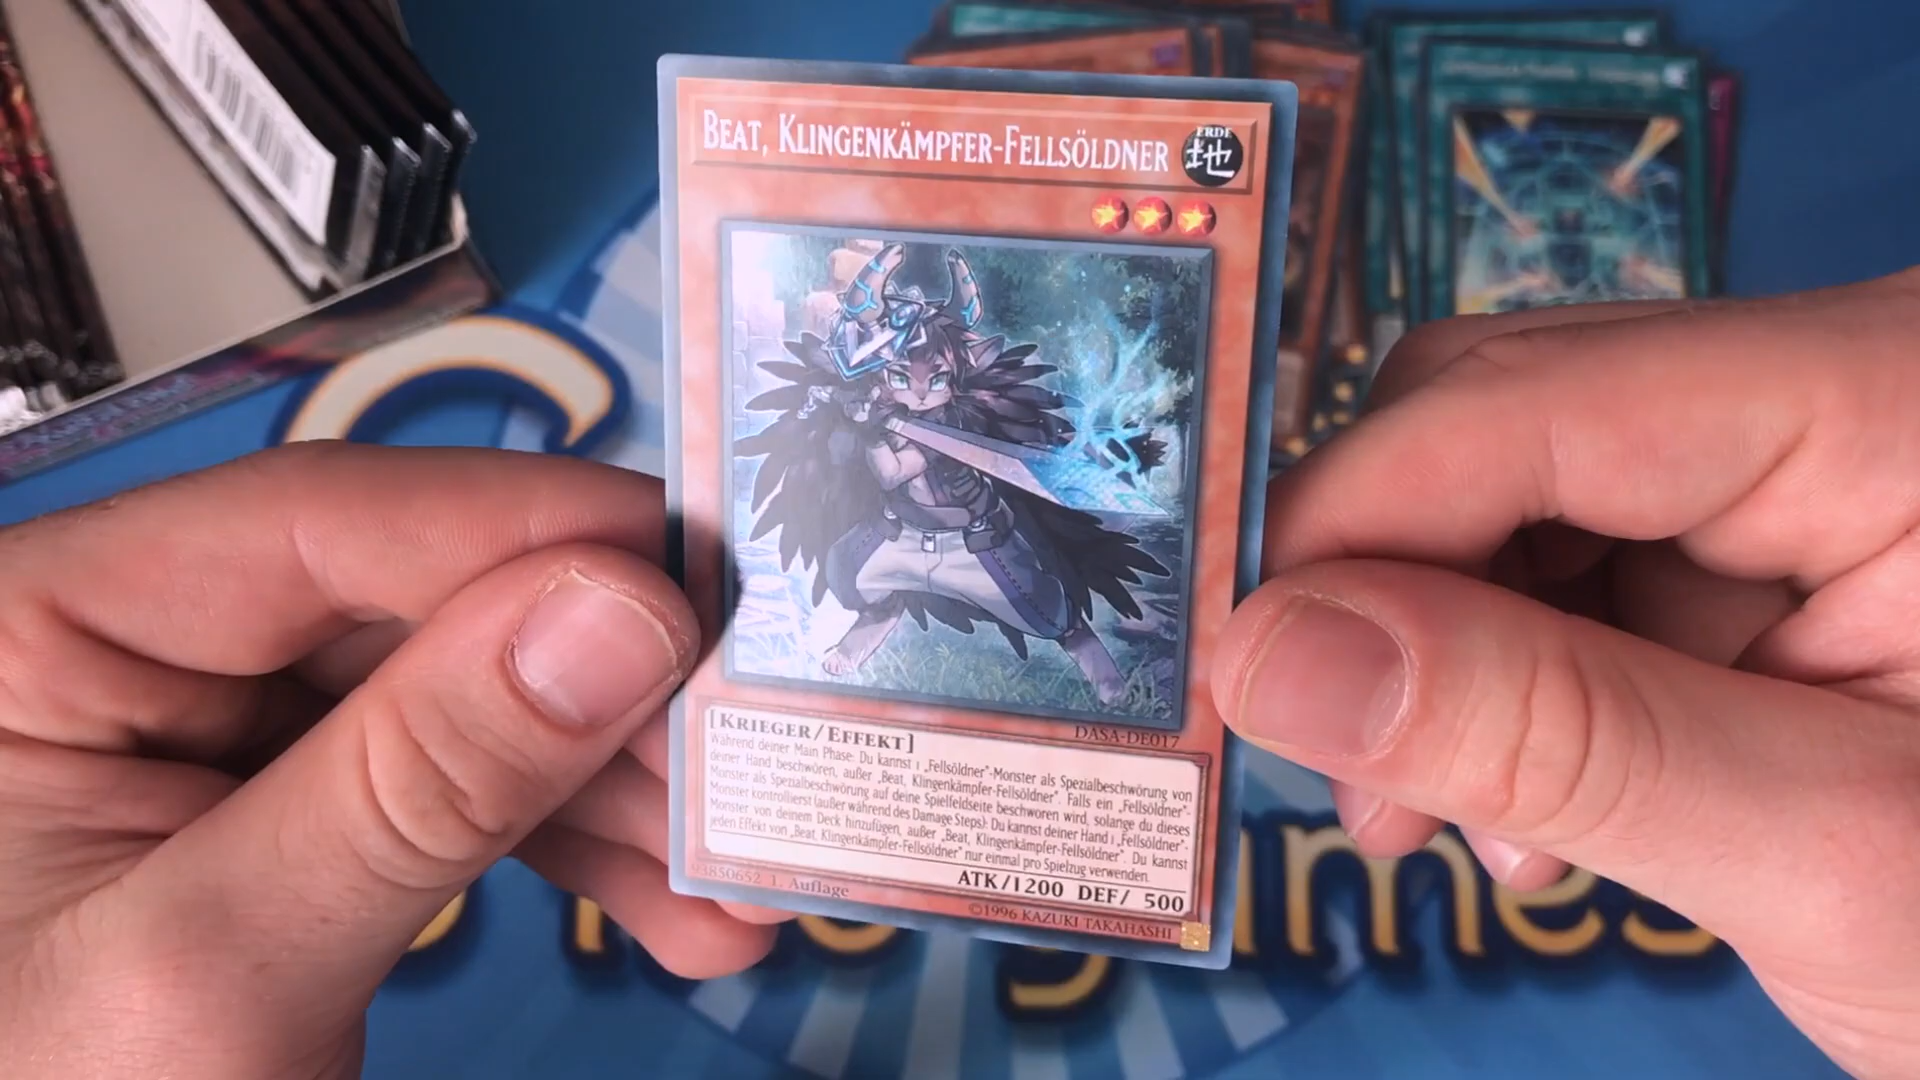 Beat, Klingenkämpfer-Fellsöldner
ERDE
地
[Krieger/Effekt]
DASA-DE017
Während deiner Main Phase: Du kannst 1 „Fellsöldner"-Monster als Spezialbeschwörung von
deiner Hand beschwören, außer „Beat, Klingenkämpfer-Fellsöldner". Falls ein „Fellsöldner"-
Monster als Spezialbeschwörung auf deine Spielfeldseite beschworen wird, solange du dieses
Monster kontrollierst (außer während des Damage Steps): Du kannst deiner Hand 1 „Fellsöldner"-
Monster von deinem Deck hinzufügen, außer „Beat, Klingenkämpfer-Fellsöldner". Du kannst
jeden Effekt von „Beat, Klingenkämpfer-Fellsöldner" nur einmal pro Spielzug verwenden.
ATK/1200 DEF/ 500
93850652 1. Auflage
©1996 KAZUKI TAKAHASHI
games